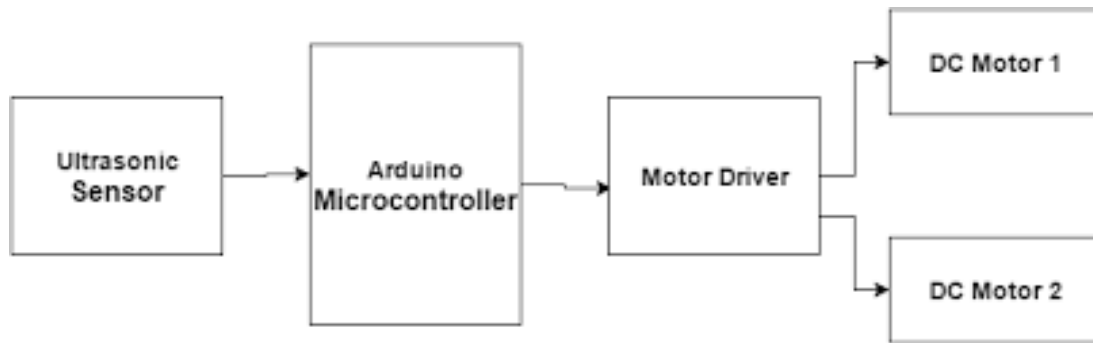 Ultrasonic
Sensor
Arduino
Microcontroller
Motor Driver
DC Motor 1
DC Motor 2